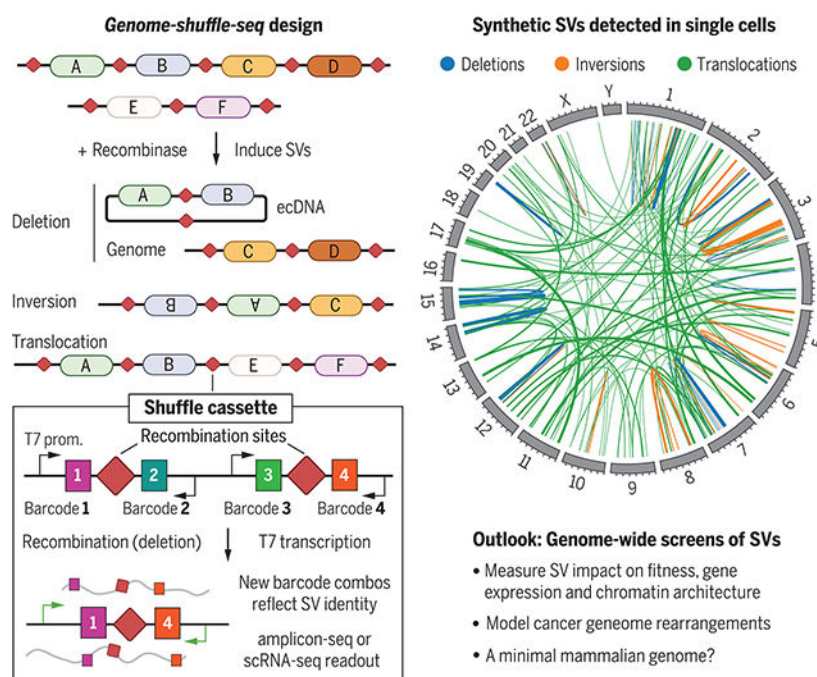 Genome-shuffle-seq design
A
B
C
D
E
F
+ Recombinase
Induce SVs
Deletion
A
B
ecDNA
Genome
C
D
Inversion
B
A
C
Translocation
A
B
E
F
Shuffle cassette
T7 prom.
Recombination sites
1
2
3
4
Barcode 1
Barcode 2
Barcode 3
Barcode 4
Recombination (deletion)
T7 transcription
New barcode combos
reflect SV identity
1
4
amplicon-seq or
scRNA-seq readout
Synthetic SVs detected in single cells
Deletions
Inversions
Translocations
1
2
3
5
6
7
8
9
10
11
12
13
14
15
16
17
18
19
20
21
22
X
Y
Outlook: Genome-wide screens of SVs
• Measure SV impact on fitness, gene
expression and chromatin architecture
• Model cancer geneome rearrangements
• A minimal mammalian genome?